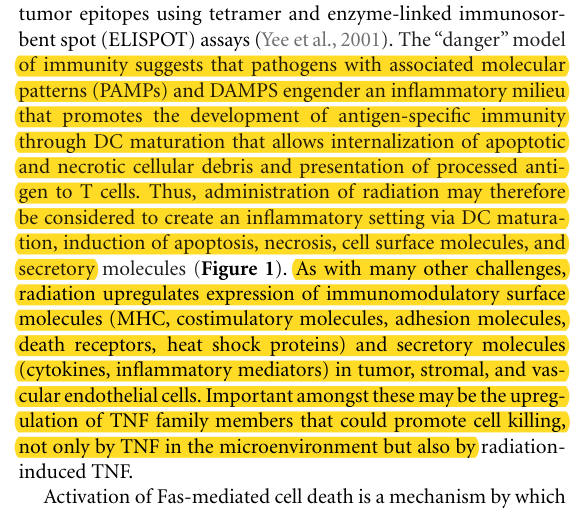 tumor epitopes using tetramer and enzyme-linked immunosor-
bent spot (ELISPOT) assays (Yee et al., 2001). The “danger” model
of immunity suggests that pathogens with associated molecular
patterns (PAMPs) and DAMPS engender an inflammatory milieu
that promotes the development of antigen-specific immunity
through DC maturation that allows internalization of apoptotic
and necrotic cellular debris and presentation of processed anti-
gen to T cells. Thus, administration of radiation may therefore
be considered to create an inflammatory setting via DC matura-
tion, induction of apoptosis, necrosis, cell surface molecules, and
secretory molecules (Figure 1). As with many other challenges,
radiation upregulates expression of immunomodulatory surface
molecules (MHC, costimulatory molecules, adhesion molecules,
death receptors, heat shock proteins) and secretory molecules
(cytokines, inflammatory mediators) in tumor, stromal, and vas-
cular endothelial cells. Important amongst these may be the upreg-
ulation of TNF family members that could promote cell killing,
not only by TNF in the microenvironment but also by radiation-
induced TNF.
Activation of Fas-mediated cell death is a mechanism by which